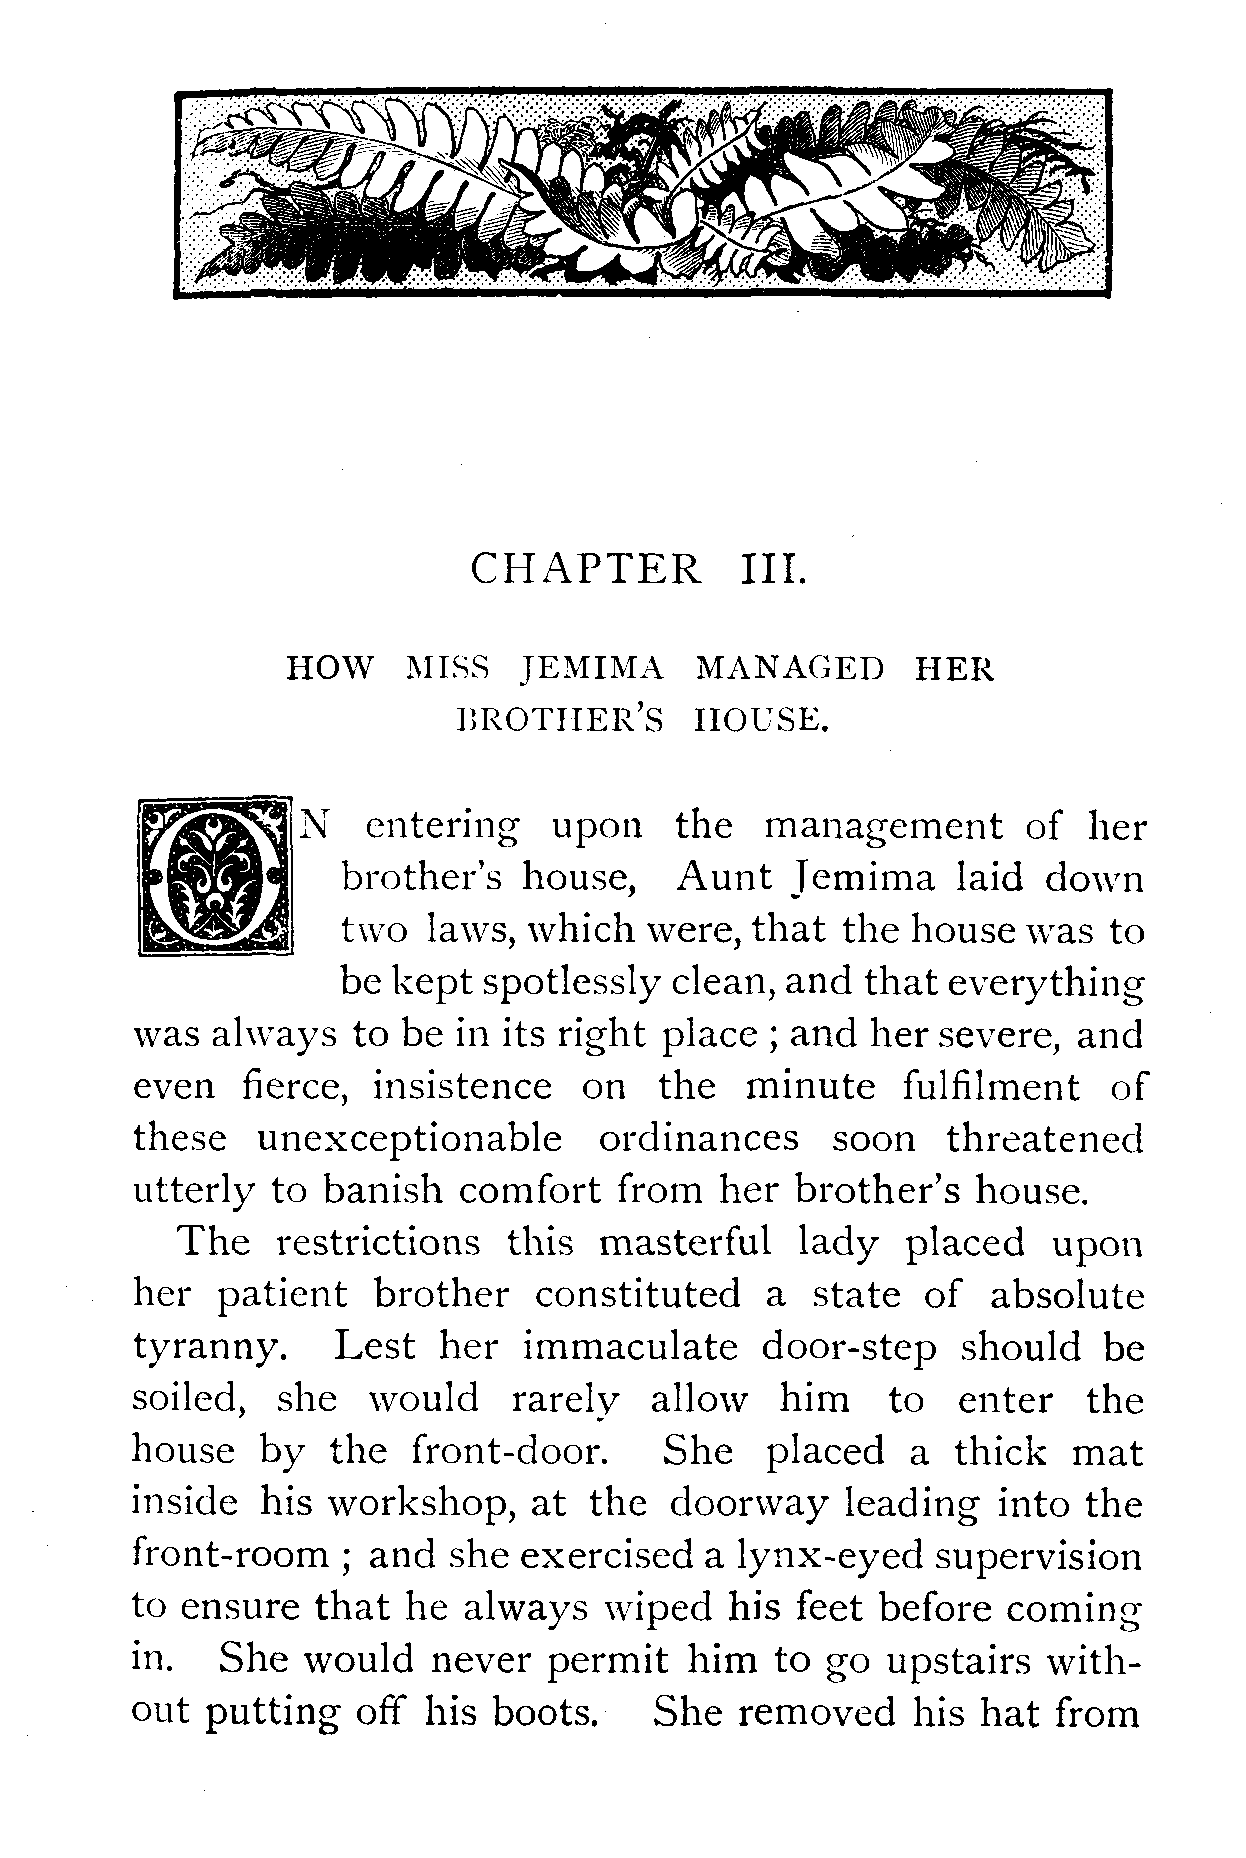 CHAPTER III.
HOW MISS JEMIMA MANAGED HER
BROTHER'S HOUSE.
ON entering upon the management of her
brother's house, Aunt Jemima laid down
two laws, which were, that the house was to
be kept spotlessly clean, and that everything
was always to be in its right place ; and her severe, and
even fierce, insistence on the minute fulfilment of
these unexceptionable ordinances soon threatened
utterly to banish comfort from her brother's house.
The restrictions this masterful lady placed upon
her patient brother constituted a state of absolute
tyranny. Lest her immaculate door-step should be
soiled, she would rarely allow him to enter the
house by the front-door. She placed a thick mat
inside his workshop, at the doorway leading into the
front-room ; and she exercised a lynx-eyed supervision
to ensure that he always wiped his feet before coming
in. She would never permit him to go upstairs with-
out putting off his boots. She removed his hat from